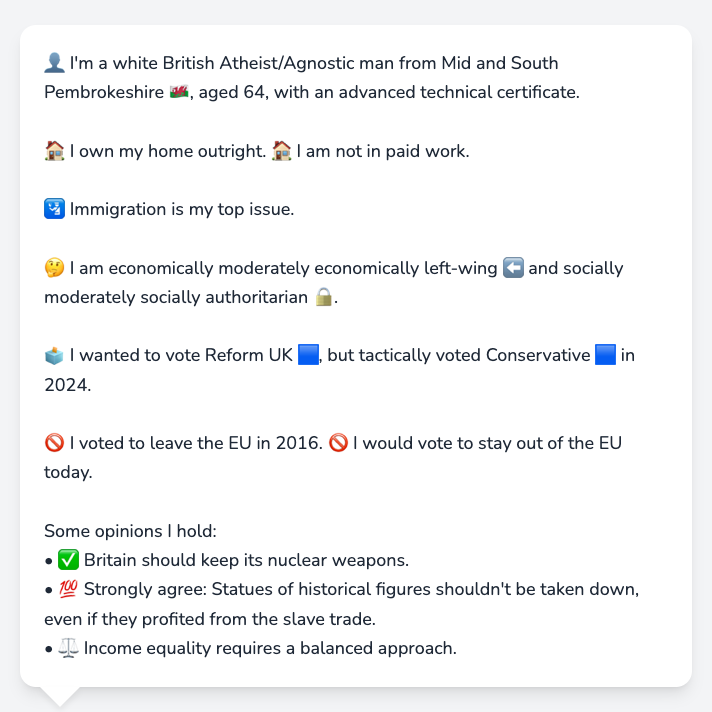 👤 I'm a white British Atheist/Agnostic man from Mid and South
Pembrokeshire 🏴󠁧󠁢󠁷󠁬󠁳󠁿, aged 64, with an advanced technical certificate.
🏠 I own my home outright. 🏠 I am not in paid work.
🛂 Immigration is my top issue.
🤔 I am economically moderately economically left-wing ⬅️ and socially
moderately socially authoritarian 🔒.
🗳️ I wanted to vote Reform UK 🟦, but tactically voted Conservative 🟦 in
2024.
🚫 I voted to leave the EU in 2016. 🚫 I would vote to stay out of the EU
today.
Some opinions I hold:
• ✅ Britain should keep its nuclear weapons.
• 💯 Strongly agree: Statues of historical figures shouldn't be taken down,
even if they profited from the slave trade.
• ⚖️ Income equality requires a balanced approach.